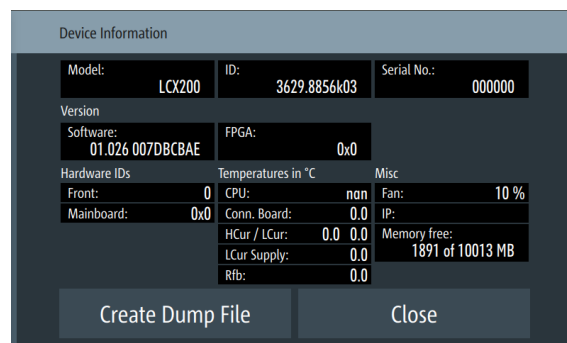 Device Information
Model: ID: Serial No.:
LCX200 3629.8856k03 000000
Version
Software: FPGA:
01.026 007DBCBAE 0x0
Hardware IDs Temperatures in °C Misc
Front: 0 CPU: nan Fan: 10 %
Mainboard: 0x0 Conn. Board: 0.0 IP:
HCur / LCur: 0.0 0.0 Memory free:
1891 of 10013 MB
LCur Supply: 0.0
Rfb: 0.0
Create Dump File Close